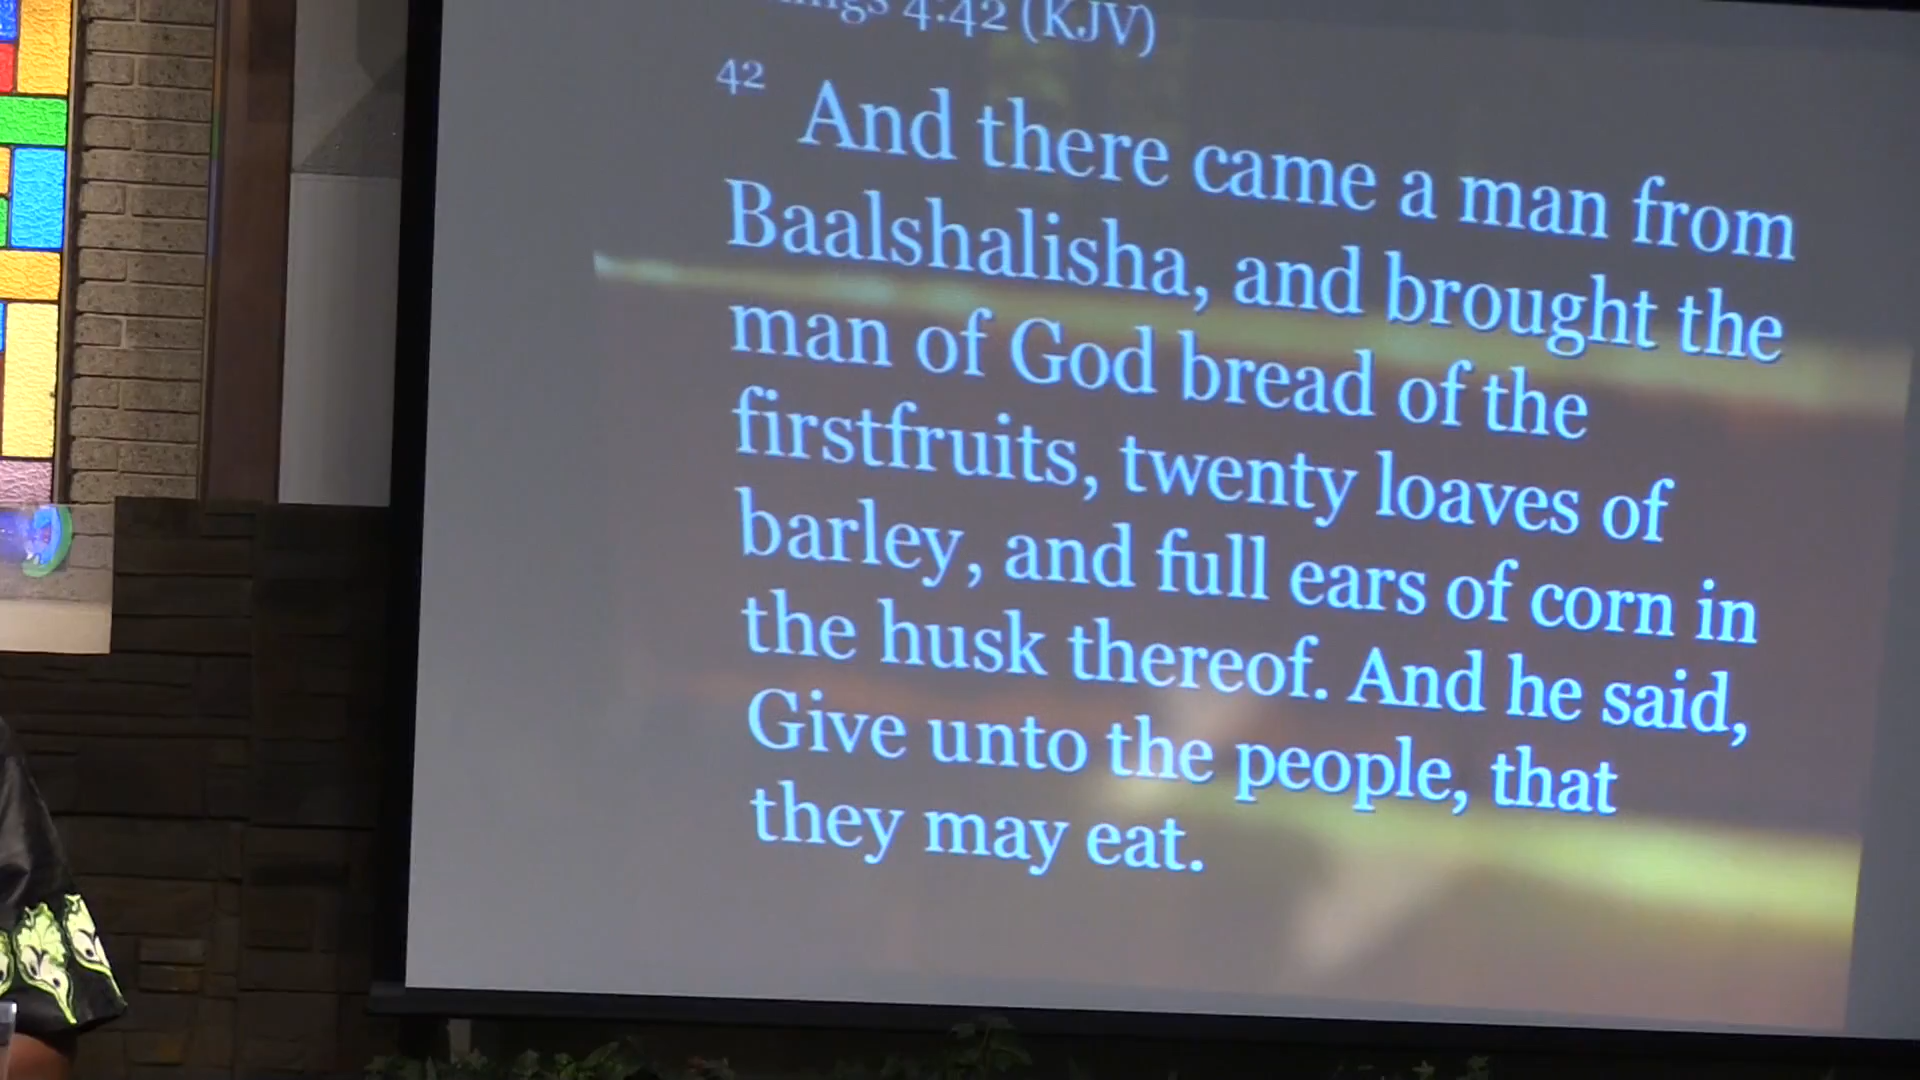 4:42 (KJV)
42 And there came a man from
Baalshalisha, and brought the
man of God bread of the
firstfruits, twenty loaves of
barley, and full ears of corn in
the husk thereof. And he said,
Give unto the people, that
they may eat.